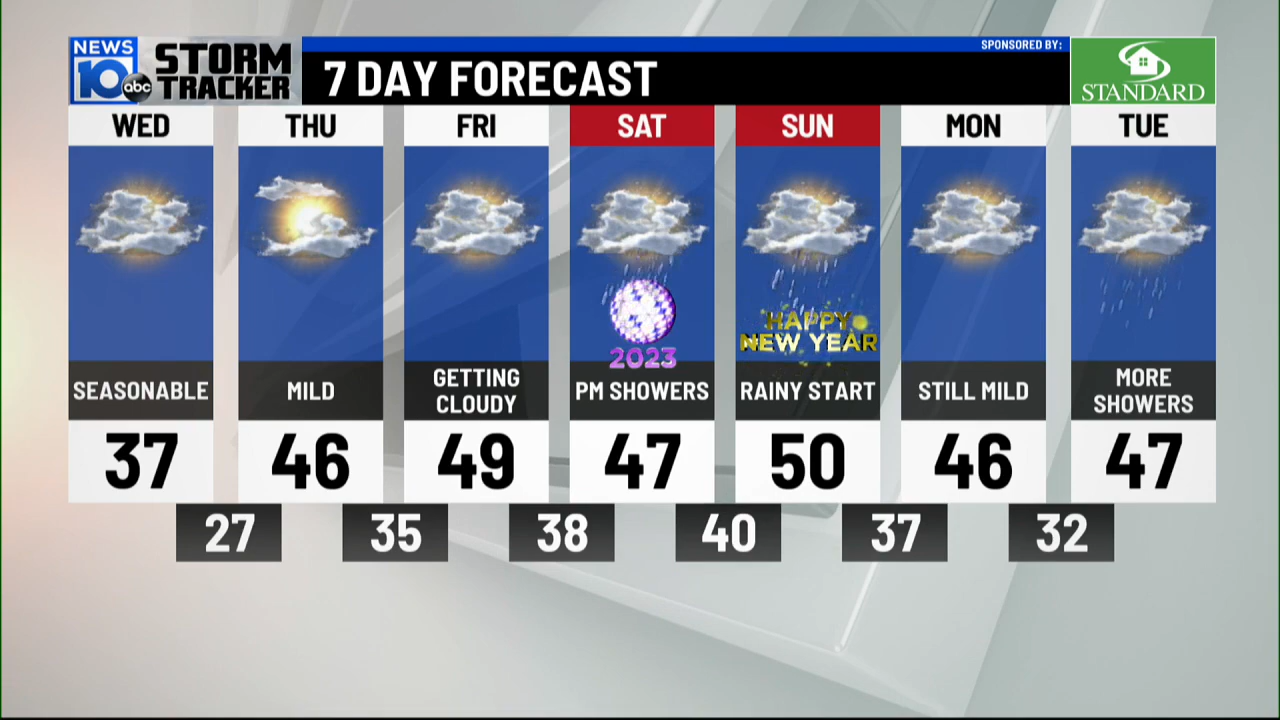 NEWS
10 abc
STORM
TRACKER
7 DAY FORECAST
SPONSORED BY:
STANDARD
WED THU FRI SAT SUN MON TUE
2023
HAPPY
NEW YEAR
SEASONABLE
MILD
GETTING
CLOUDY
PM SHOWERS
RAINY START
STILL MILD
MORE
SHOWERS
37 46 49 47 50 46 47
27 35 38 40 37 32